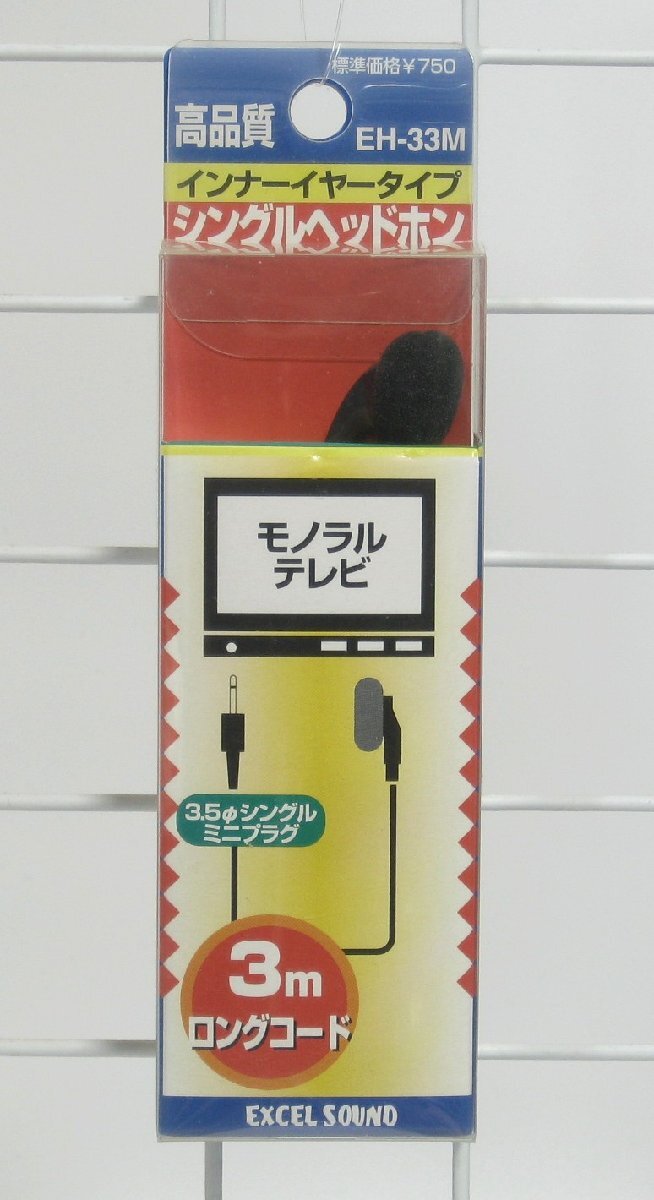 標準価格¥750
高品質
EH-33M
インナーイヤータイプ
シングルヘッドホン
モノラル
テレビ
3.5φシングル
ミニプラグ
3m
ロングコード
EXCEL SOUND